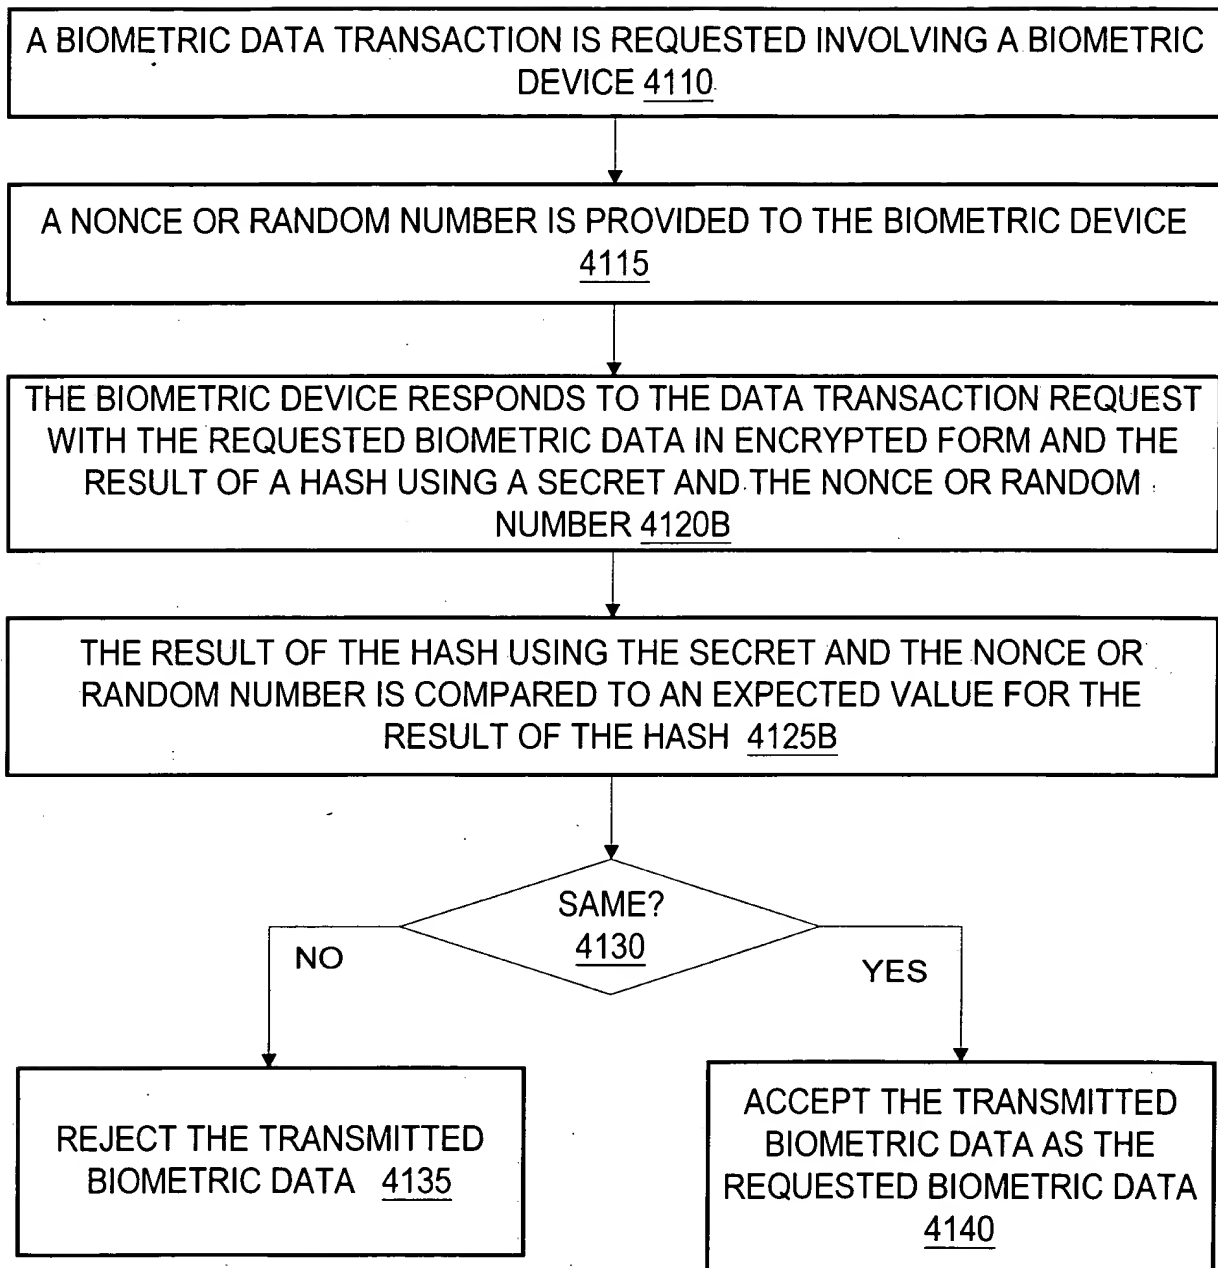 A BIOMETRIC DATA TRANSACTION IS REQUESTED INVOLVING A BIOMETRIC
DEVICE 4110
A NONCE OR RANDOM NUMBER IS PROVIDED TO THE BIOMETRIC DEVICE
4115
THE BIOMETRIC DEVICE RESPONDS TO THE DATA TRANSACTION REQUEST
WITH THE REQUESTED BIOMETRIC DATA IN ENCRYPTED FORM AND THE
RESULT OF A HASH USING A SECRET AND THE NONCE OR RANDOM
NUMBER 4120B
THE RESULT OF THE HASH USING THE SECRET AND THE NONCE OR
RANDOM NUMBER IS COMPARED TO AN EXPECTED VALUE FOR THE
RESULT OF THE HASH 4125B
SAME?
4130
NO
YES
REJECT THE TRANSMITTED
BIOMETRIC DATA 4135
ACCEPT THE TRANSMITTED
BIOMETRIC DATA AS THE
REQUESTED BIOMETRIC DATA
4140